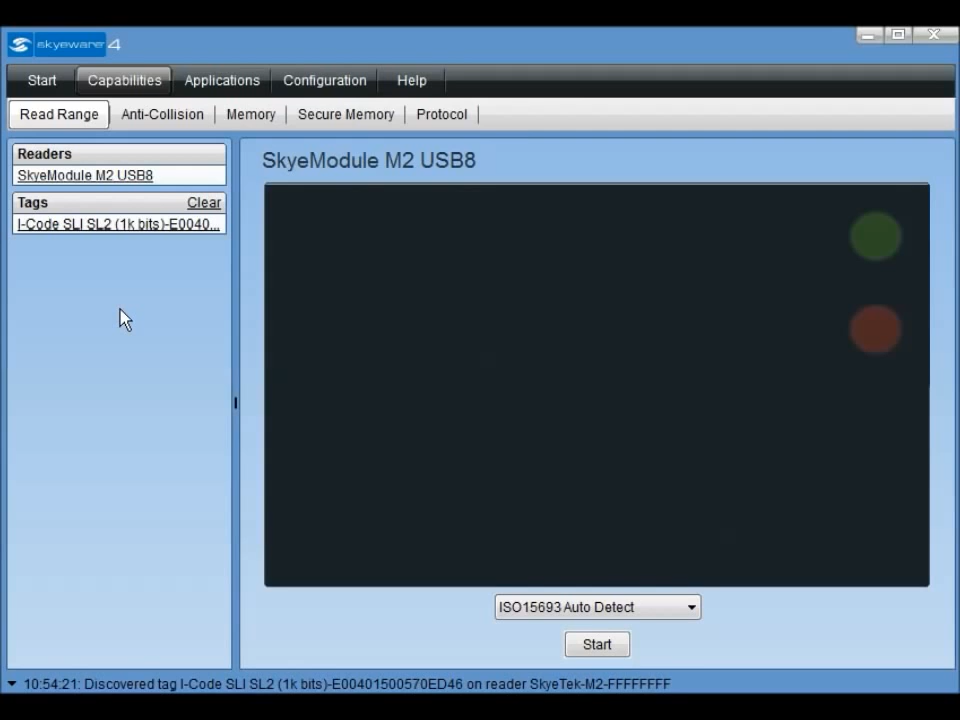 skyeware 4
Start Capabilities Applications Configuration Help
Read Range Anti-Collision Memory Secure Memory Protocol
Readers
SkyeModule M2 USB8
Tags Clear
I-Code SLI SL2 (1k bits)-E0040...
SkyeModule M2 USB8
ISO15693 Auto Detect
Start
10:54:21: Discovered tag I-Code SLI SL2 (1k bits)-E00401500570ED46 on reader SkyeTek-M2-FFFFFFFF